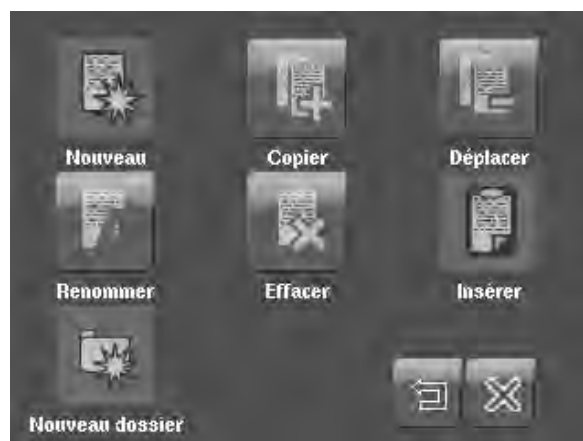 Nouveau
Copier
Déplacer
Renommer
Effacer
Insérer
Nouveau dossier